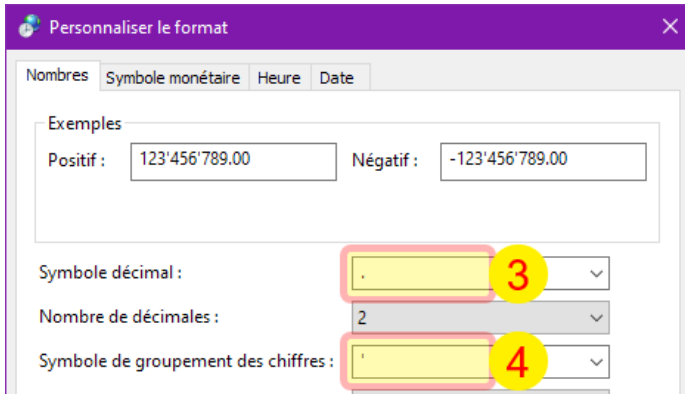 Personnaliser le format
Nombres Symbole monétaire Heure Date
Exemples
Positif : 123'456'789.00 Négatif : -123'456'789.00
Symbole décimal : . 3
Nombre de décimales : 2
Symbole de groupement des chiffres : ' 4